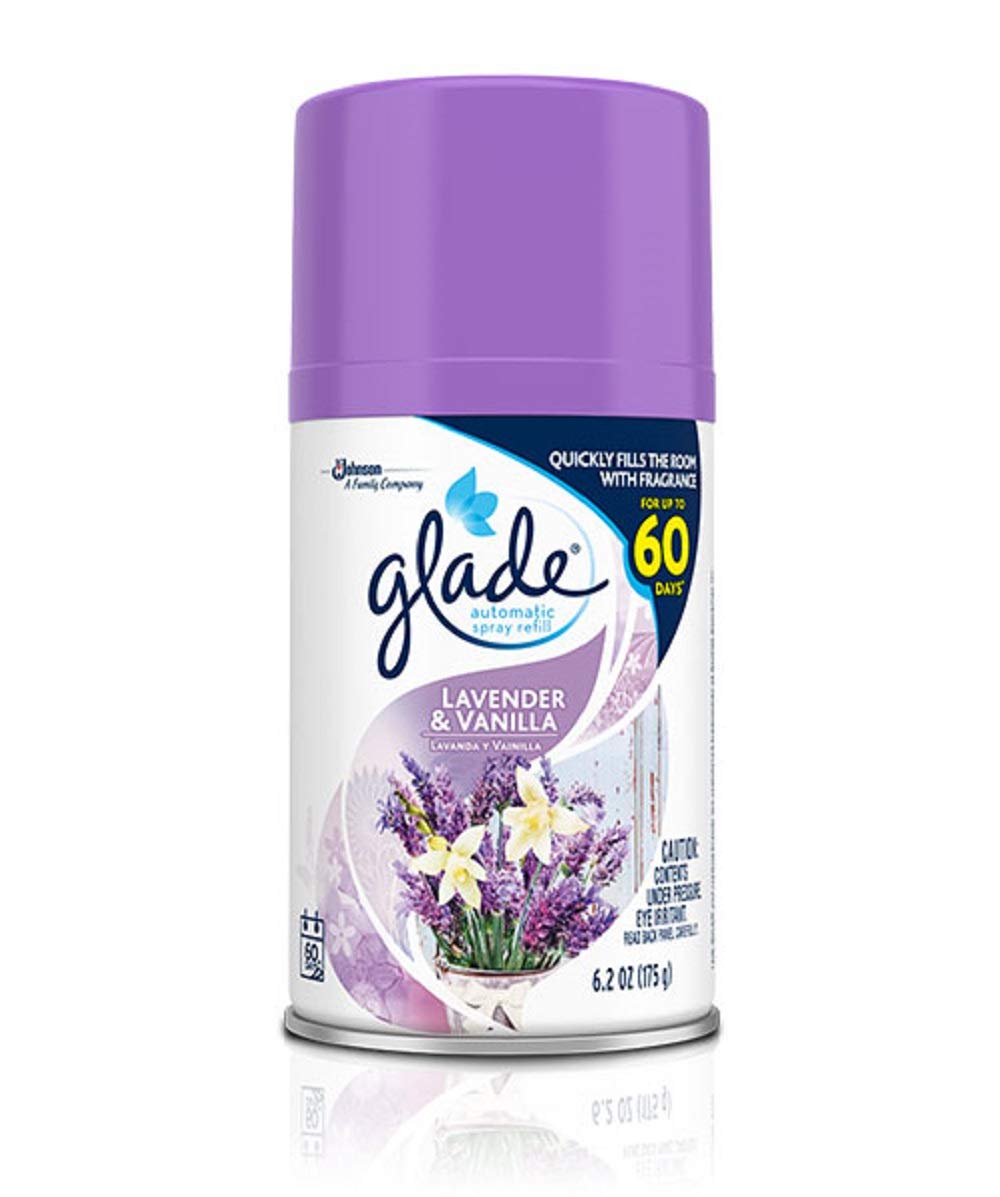 Johnson
A Family Company
QUICKLY FILLS THE ROOM
WITH FRAGRANCE
FOR UP TO
60
DAYS*
glade®
automatic
spray refill
LAVENDER
& VANILLA
LAVANDA Y VAINILLA
CAUTION:
CONTENTS
UNDER PRESSURE.
EYE IRRITANT.
READ BACK PANEL CAREFULLY.
60
6.2 OZ (175 g)